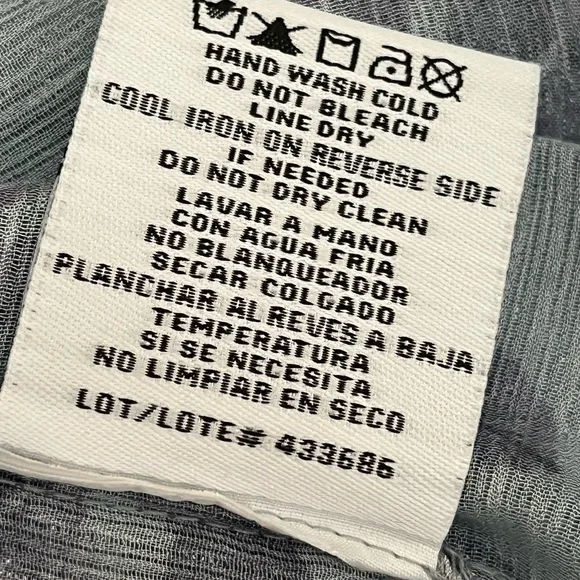 HAND WASH COLD
DO NOT BLEACH
LINE DRY
COOL IRON ON REVERSE SIDE
IF NEEDED
DO NOT DRY CLEAN
LAVAR A MANO
CON AGUA FRIA
NO BLANQUEADOR
SECAR COLGADO
PLANCHAR AL REVES A BAJA
TEMPERATURA
SI SE NECESITA
NO LIMPIAR EN SECO
LOT/LOTE# 433686